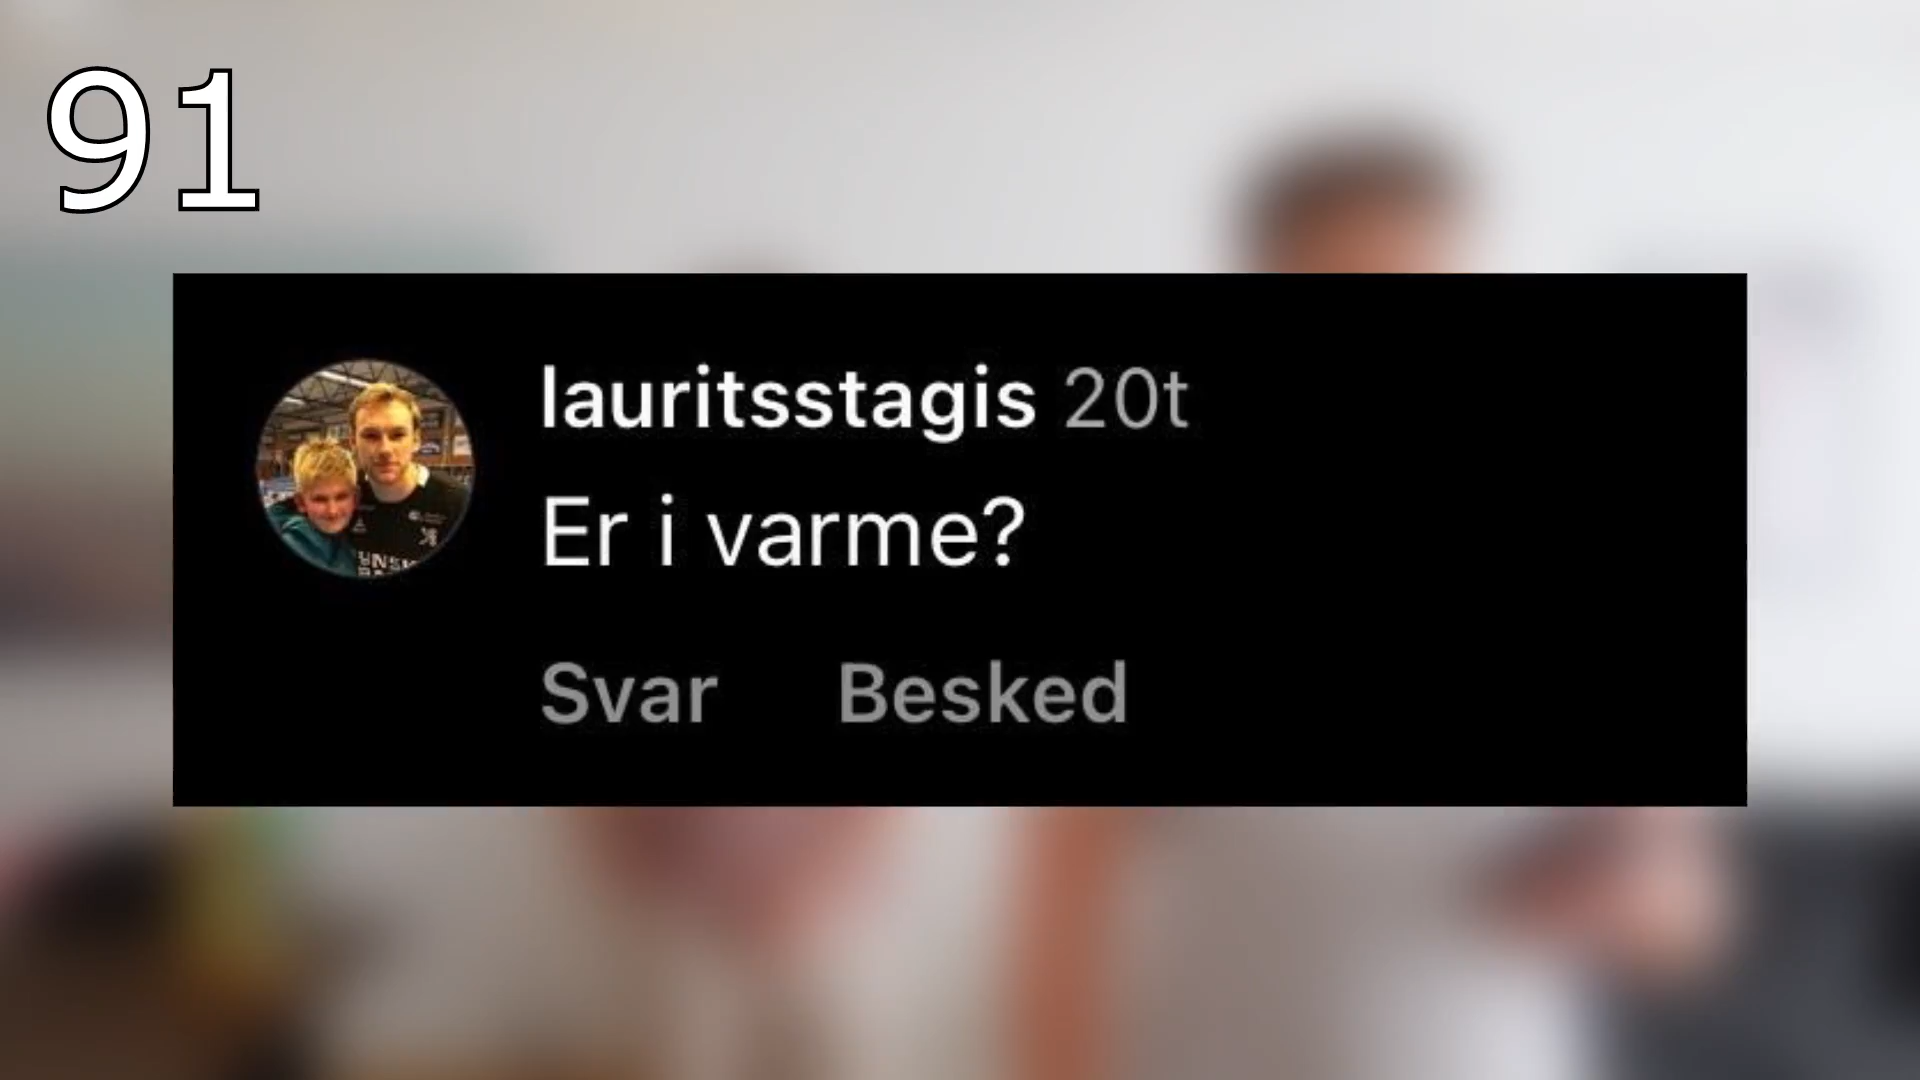 91
lauritsstagis 20t
Er i varme?
Svar Besked